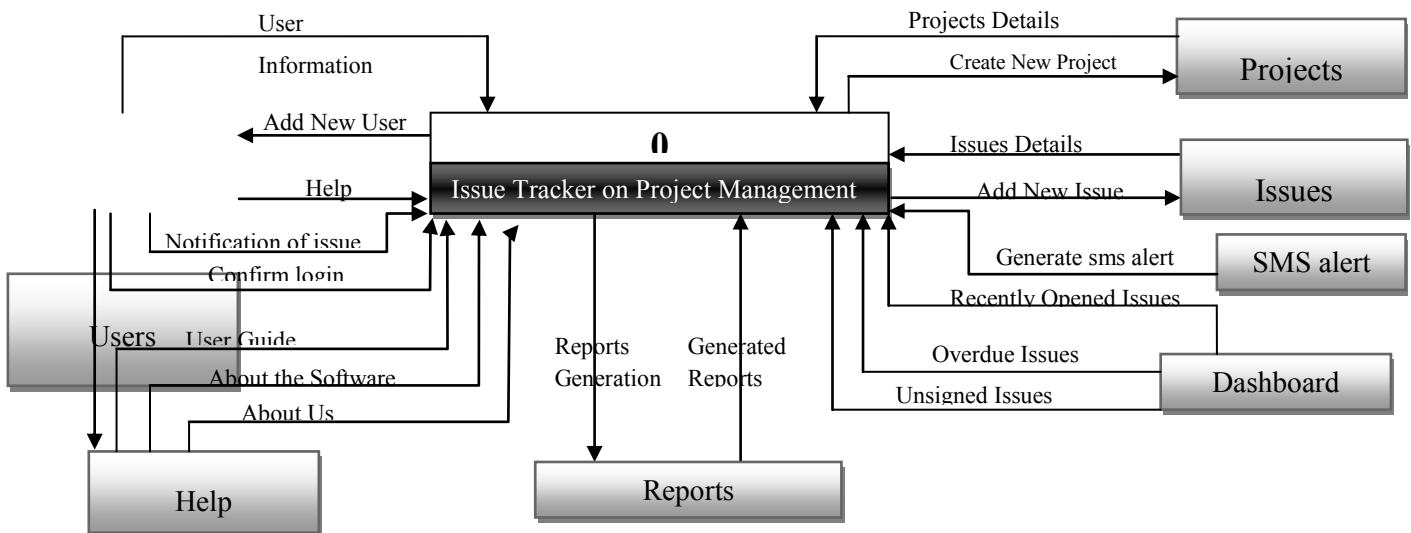 User
Information
Projects Details
Create New Project
Projects
Add New User
0
Issues Details
Issue Tracker on Project Management
Help
Add New Issue
Issues
Notification of issue
Confirm login
Generate sms alert
SMS alert
Recently Opened Issues
Users
User Guide
Reports
Generation
Generated
Reports
Overdue Issues
Dashboard
About the Software
Unsigned Issues
About Us
Help
Reports